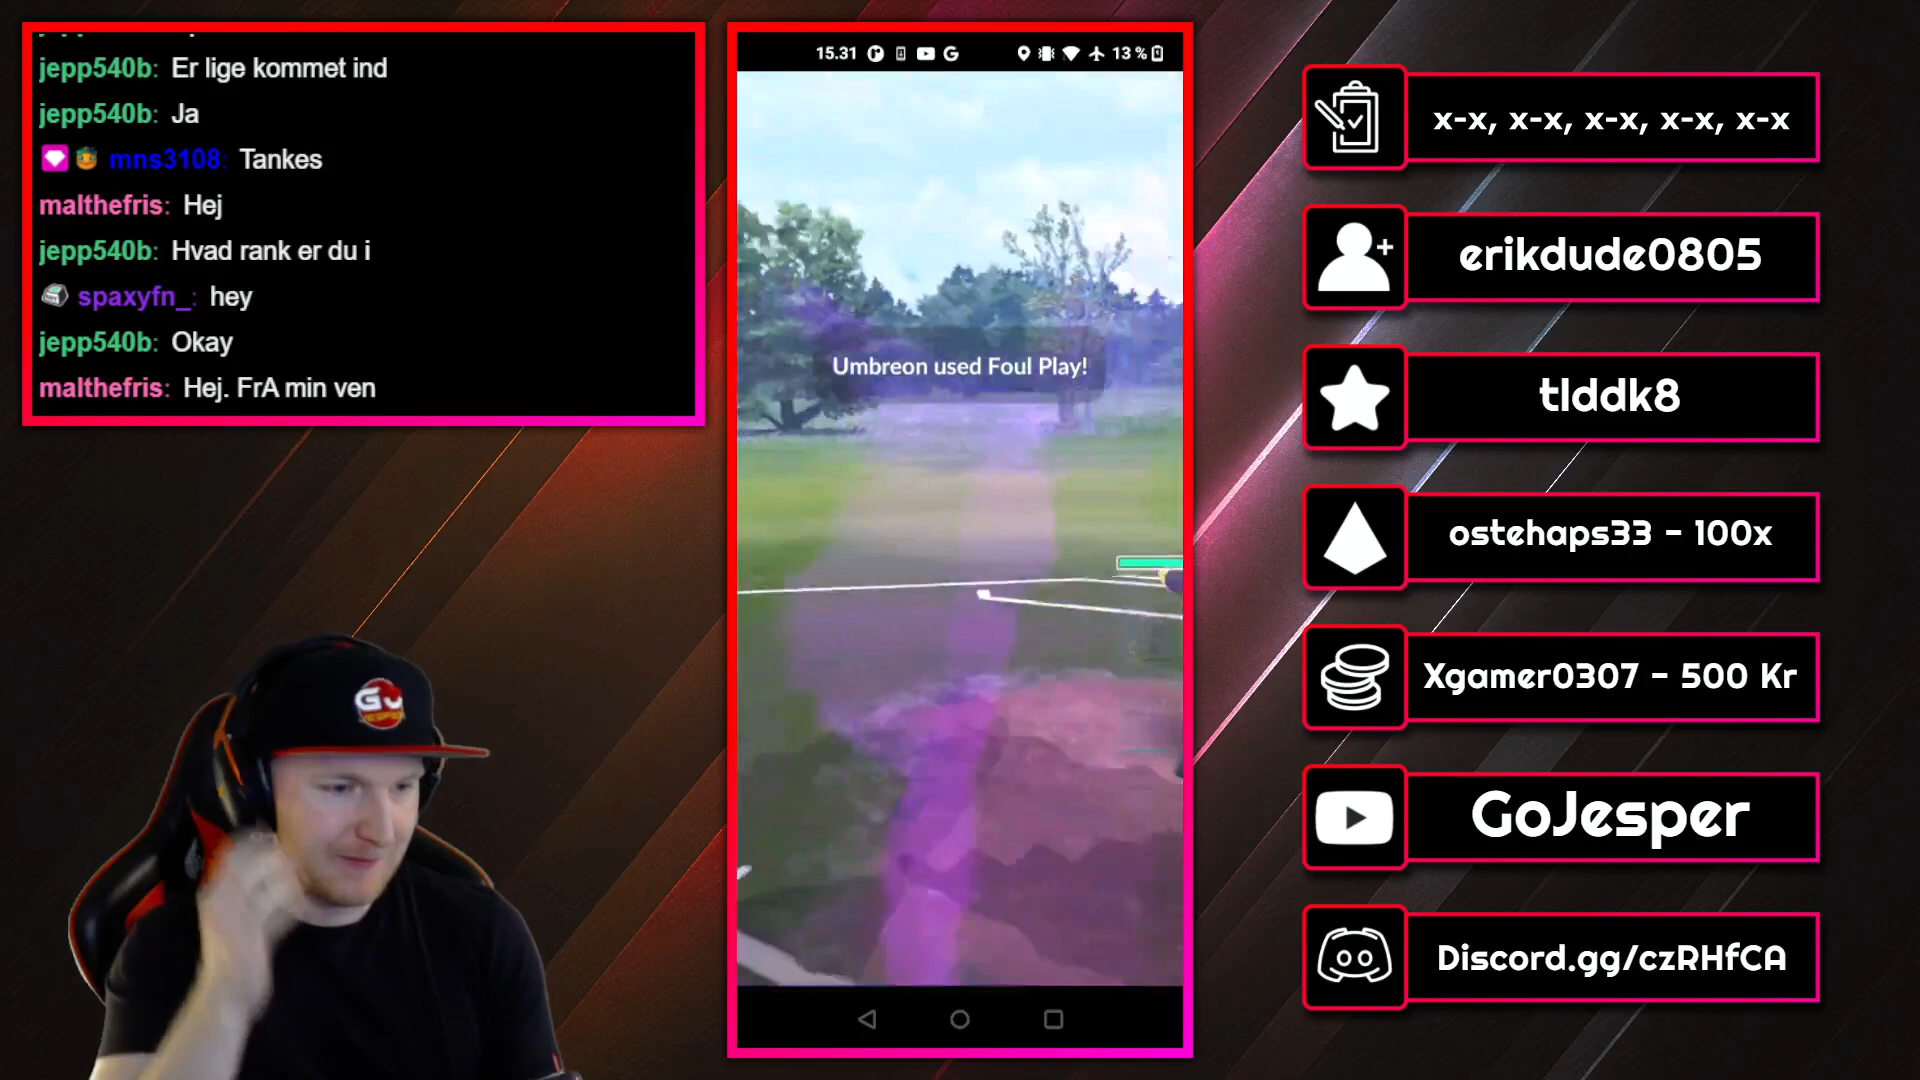 jepp540b: Er lige kommet ind
jepp540b: Ja
mns3108: Tankes
malthefris: Hej
jepp540b: Hvad rank er du i
spaxyfn_: hey
jepp540b: Okay
malthefris: Hej. FrA min ven
15.31
13 %
Umbreon used Foul Play!
GO
JESPER
x-x, x-x, x-x, x-x, x-x
erikdude0805
tlddk8
ostehaps33 - 100x
Xgamer0307 - 500 Kr
GoJesper
Discord.gg/czRHfCA